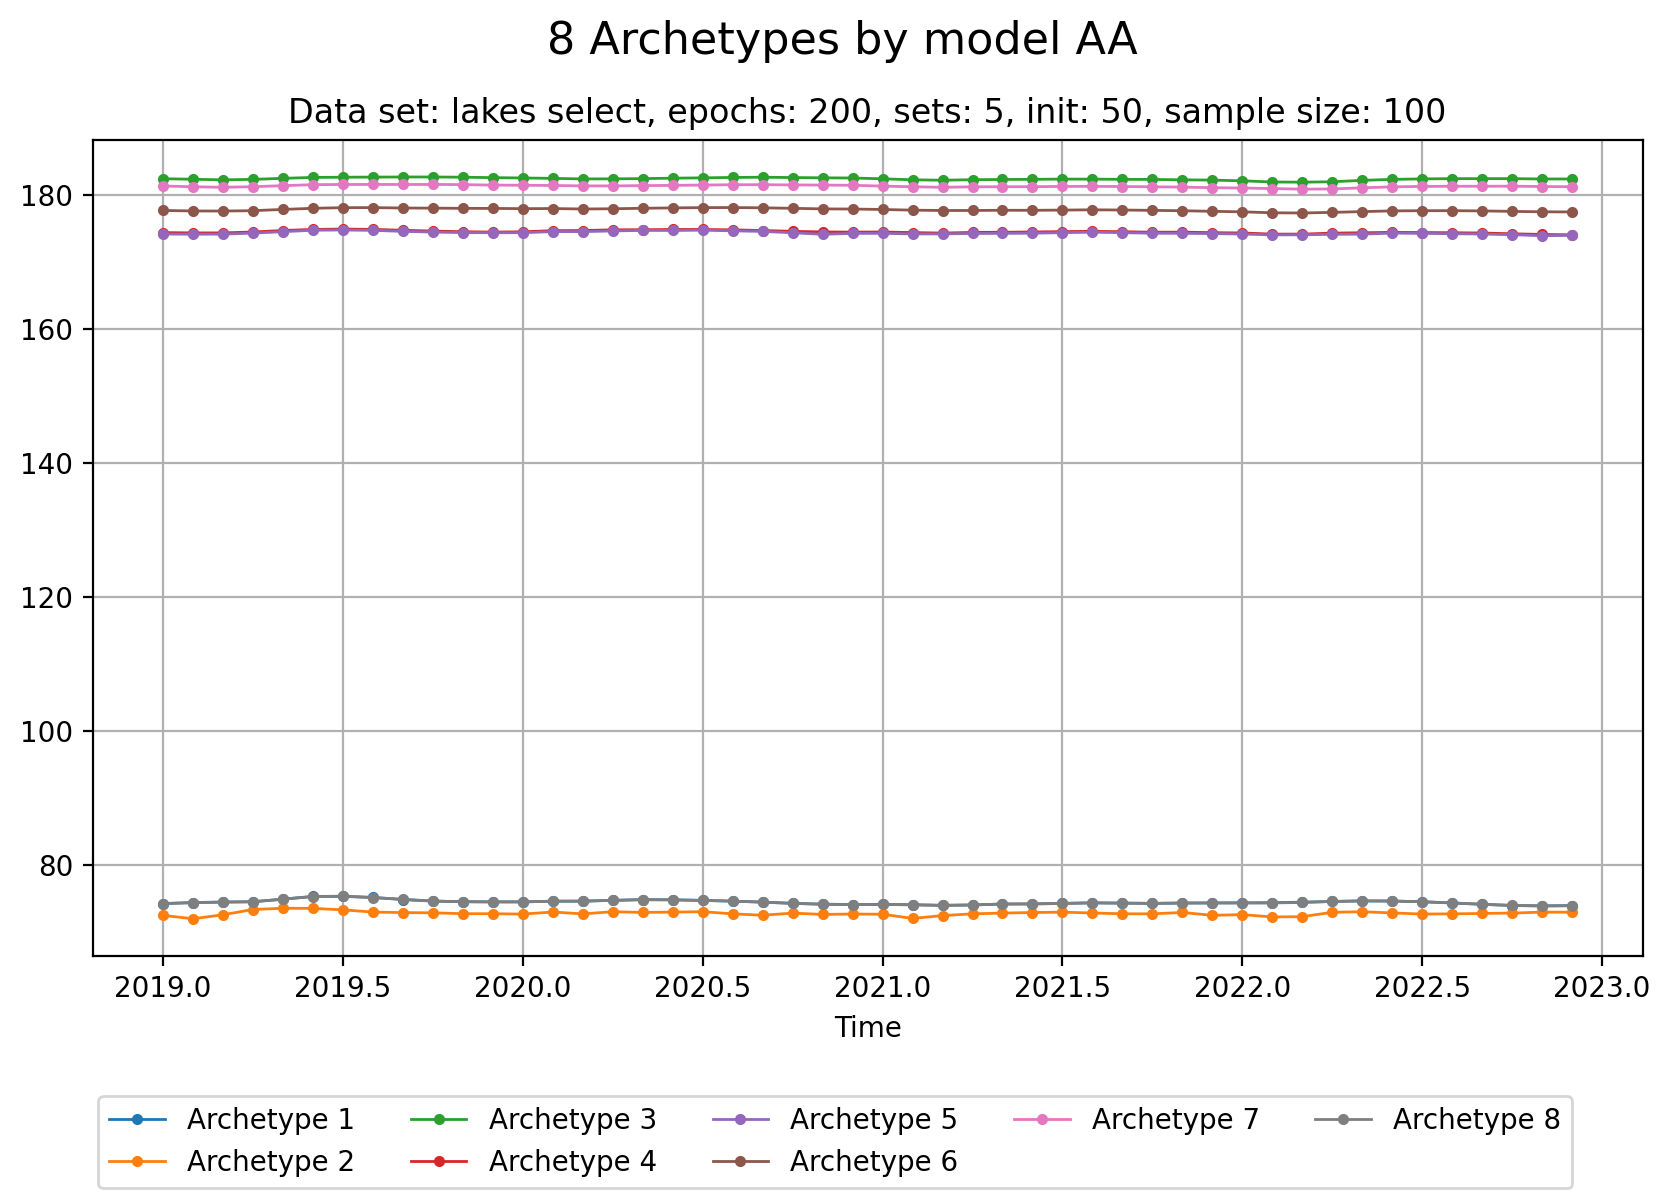 8 Archetypes by model AA
Data set: lakes select, epochs: 200, sets: 5, init: 50, sample size: 100
180
160
140
120
100
80
2019.0 2019.5 2020.0 2020.5 2021.0 2021.5 2022.0 2022.5 2023.0
Time
Archetype 1 Archetype 3 Archetype 5 Archetype 7 Archetype 8
Archetype 2 Archetype 4 Archetype 6